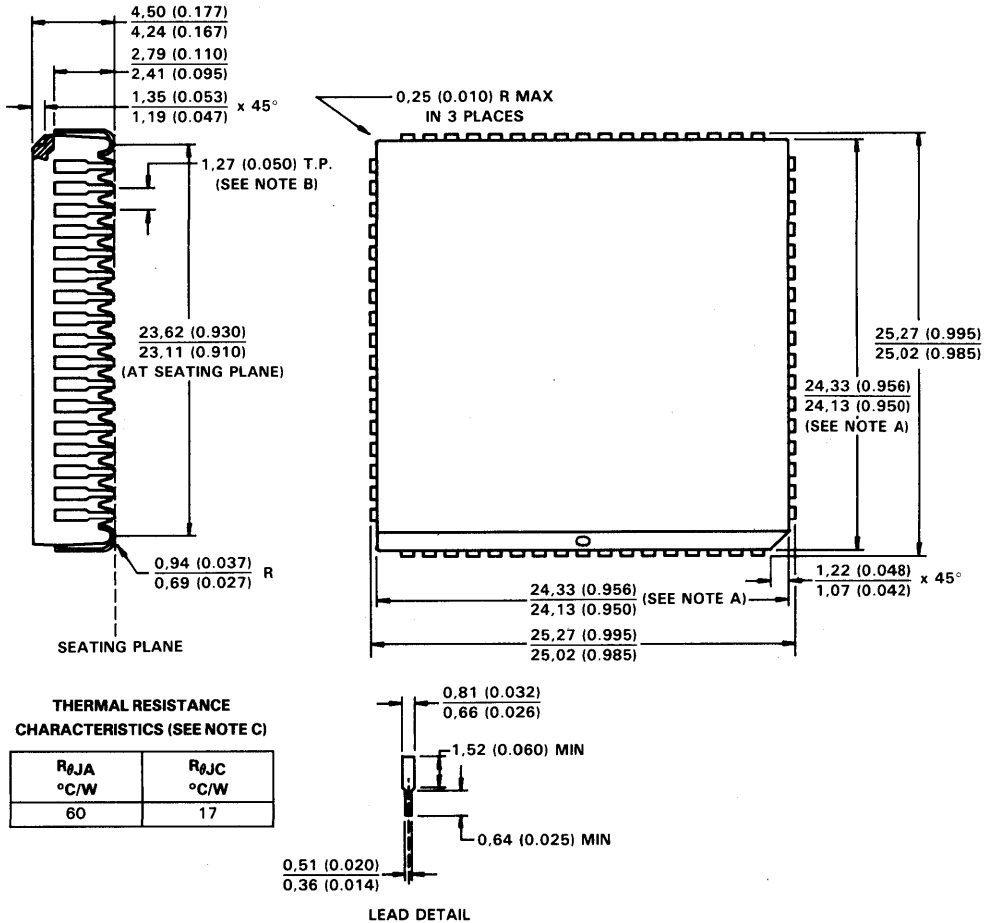 4,50 (0.177)
4,24 (0.167)
2,79 (0.110)
2,41 (0.095)
1,35 (0.053)
1,19 (0.047) x 45°
0,25 (0.010) R MAX
IN 3 PLACES
1,27 (0.050) T.P.
(SEE NOTE B)
23,62 (0.930)
23,11 (0.910)
(AT SEATING PLANE)
25,27 (0.995)
25,02 (0.985)
24,33 (0.956)
24,13 (0.950)
(SEE NOTE A)
0,94 (0.037)
0,69 (0.027) R
SEATING PLANE
1,22 (0.048)
1,07 (0.042) x 45°
24,33 (0.956)
24,13 (0.950) (SEE NOTE A)
25,27 (0.995)
25,02 (0.985)
THERMAL RESISTANCE
CHARACTERISTICS (SEE NOTE C)
RθJA RθJC
°C/W °C/W
60 17
0,81 (0.032)
0,66 (0.026)
1,52 (0.060) MIN
0,64 (0.025) MIN
0,51 (0.020)
0,36 (0.014)
LEAD DETAIL